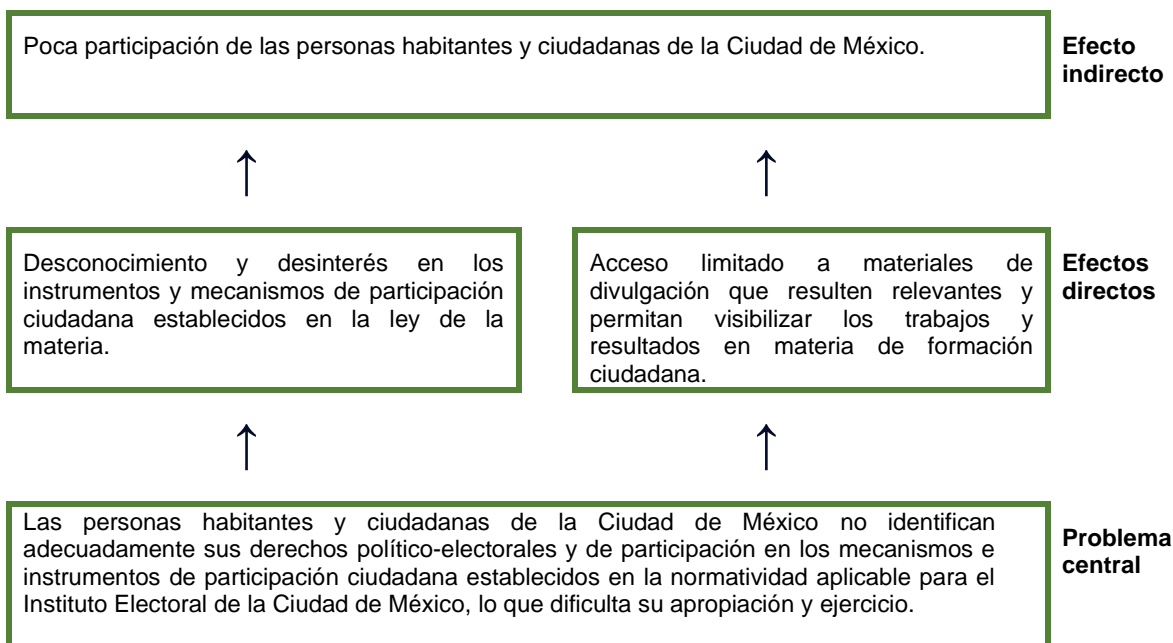 Poca participación de las personas habitantes y ciudadanas de la Ciudad de México.
Efecto
indirecto
Desconocimiento y desinterés en los
instrumentos y mecanismos de participación
ciudadana establecidos en la ley de la
materia.
Acceso limitado a materiales de
divulgación que resulten relevantes y
permitan visibilizar los trabajos y
resultados en materia de formación
ciudadana.
Efectos
directos
Las personas habitantes y ciudadanas de la Ciudad de México no identifican
adecuadamente sus derechos político-electorales y de participación en los mecanismos e
instrumentos de participación ciudadana establecidos en la normatividad aplicable para el
Instituto Electoral de la Ciudad de México, lo que dificulta su apropiación y ejercicio.
Problema
central